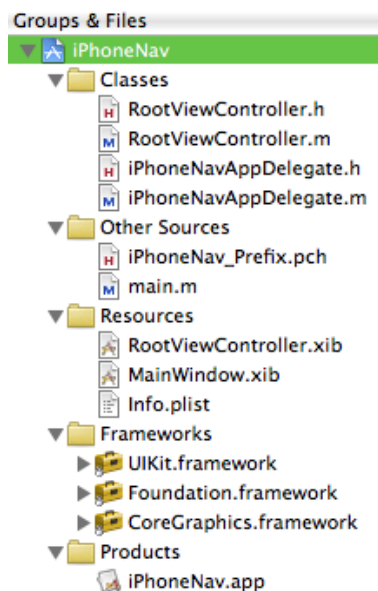 Groups & Files
iPhoneNav
Classes
RootViewController.h
RootViewController.m
iPhoneNavAppDelegate.h
iPhoneNavAppDelegate.m
Other Sources
iPhoneNav_Prefix.pch
main.m
Resources
RootViewController.xib
MainWindow.xib
Info.plist
Frameworks
UIKit.framework
Foundation.framework
CoreGraphics.framework
Products
iPhoneNav.app